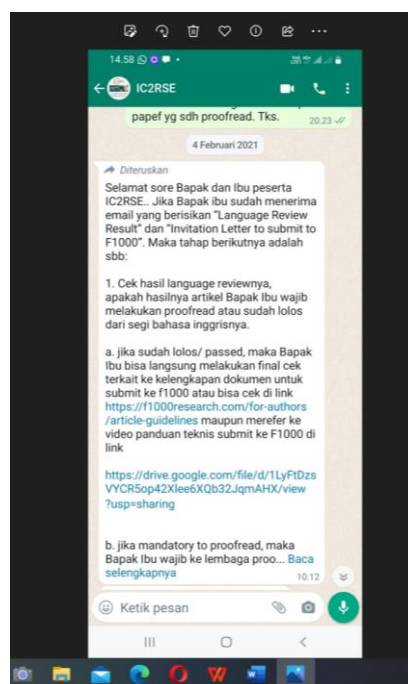 14.58
IC2RSE
papef yg sdh proofread. Tks.
20.23
4 Februari 2021
Diteruskan
Selamat sore Bapak dan Ibu peserta
IC2RSE.. Jika Bapak ibu sudah menerima
email yang berisikan “Language Review
Result” dan “Invitation Letter to submit to
F1000”. Maka tahap berikutnya adalah
sbb:
1. Cek hasil language reviewnya,
apakah hasilnya artikel Bapak Ibu wajib
melakukan proofread atau sudah lolos
dari segi bahasa inggrisnya.
a. jika sudah lolos/ passed, maka Bapak
Ibu bisa langsung melakukan final cek
terkait ke kelengkapan dokumen untuk
submit ke f1000 atau bisa cek di link
https://f1000research.com/for-authors
/article-guidelines maupun merefer ke
video panduan teknis submit ke F1000 di
link
https://drive.google.com/file/d/1LyFtDzs
VYCR5op42Xlee6XQb32JqmAHX/view
?usp=sharing
b. jika mandatory to proofread, maka
Bapak Ibu wajib ke lembaga proo... Baca
selengkapnya
10.12
Ketik pesan